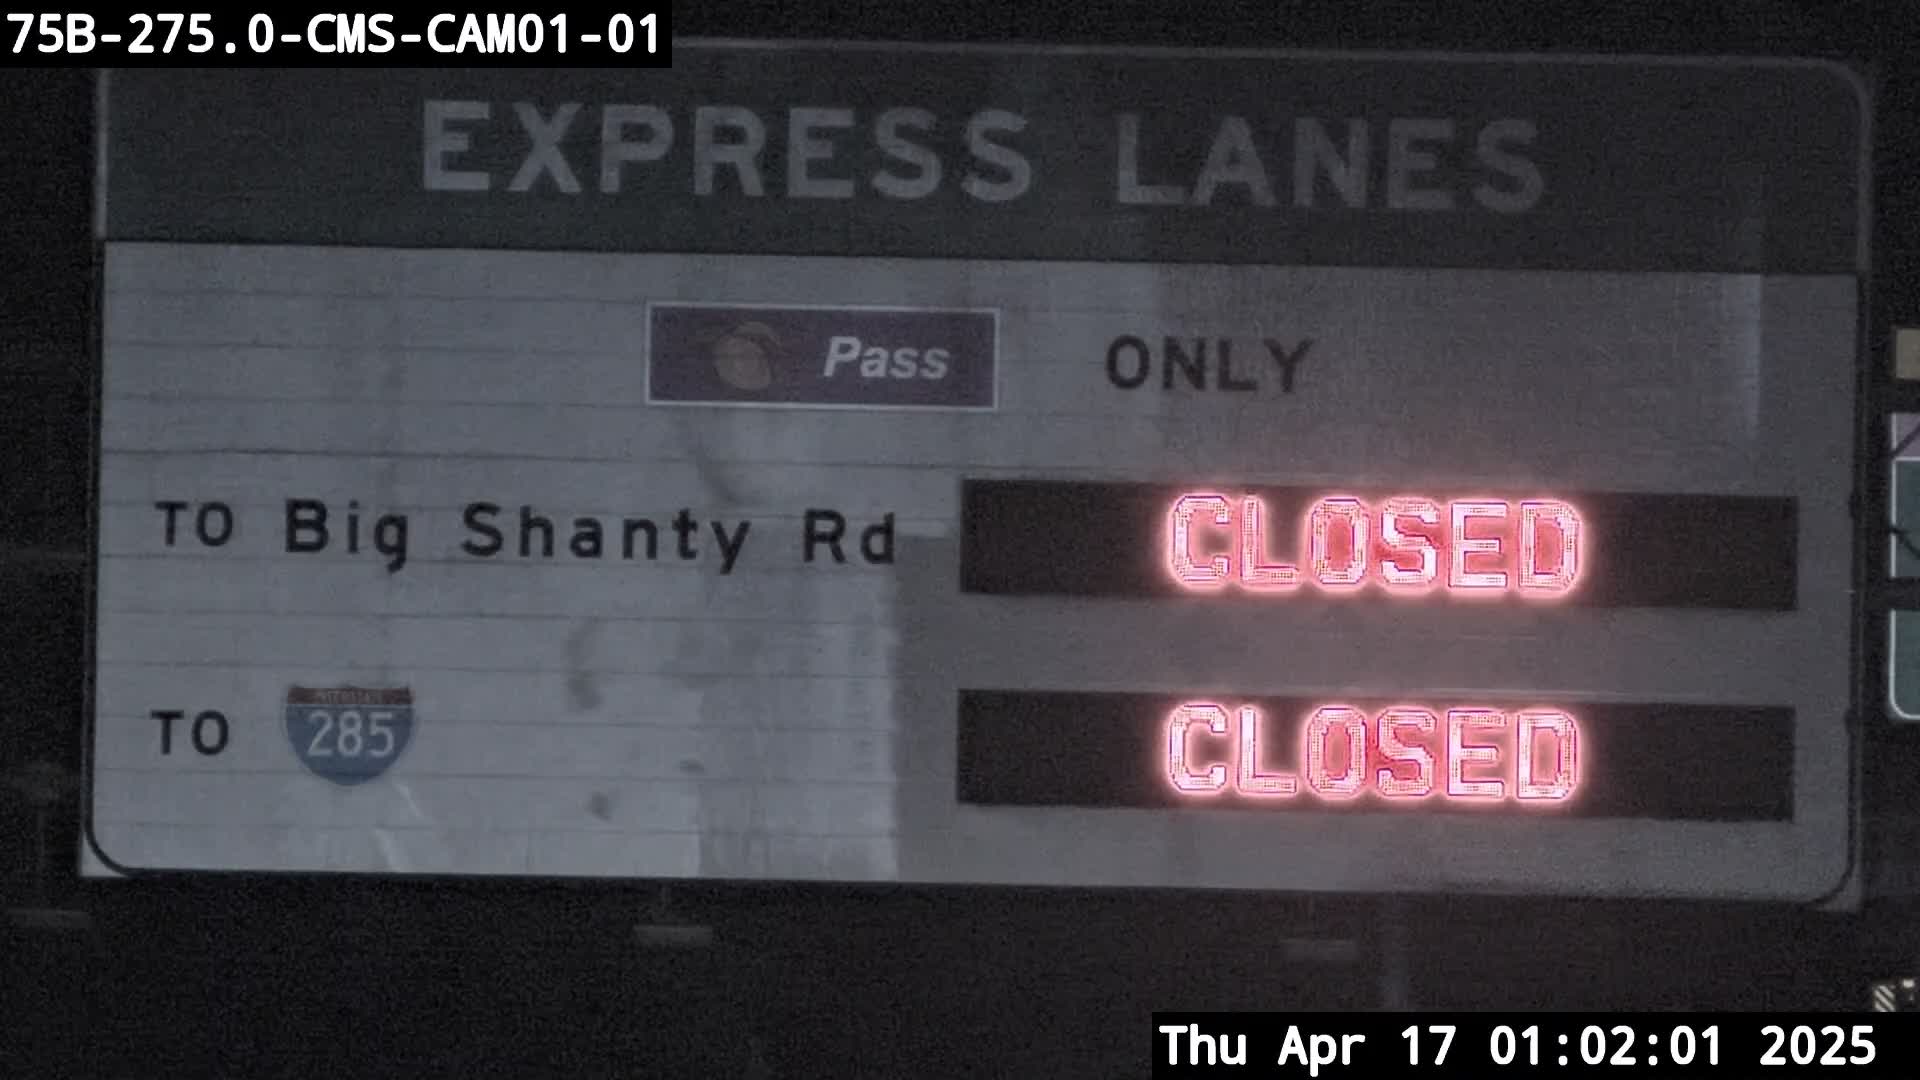 75B-275.0-CMS-CAM01-01
EXPRESS LANES
Pass ONLY
TO Big Shanty Rd CLOSED
INTERSTATE
TO 285 CLOSED
Thu Apr 17 01:02:01 2025